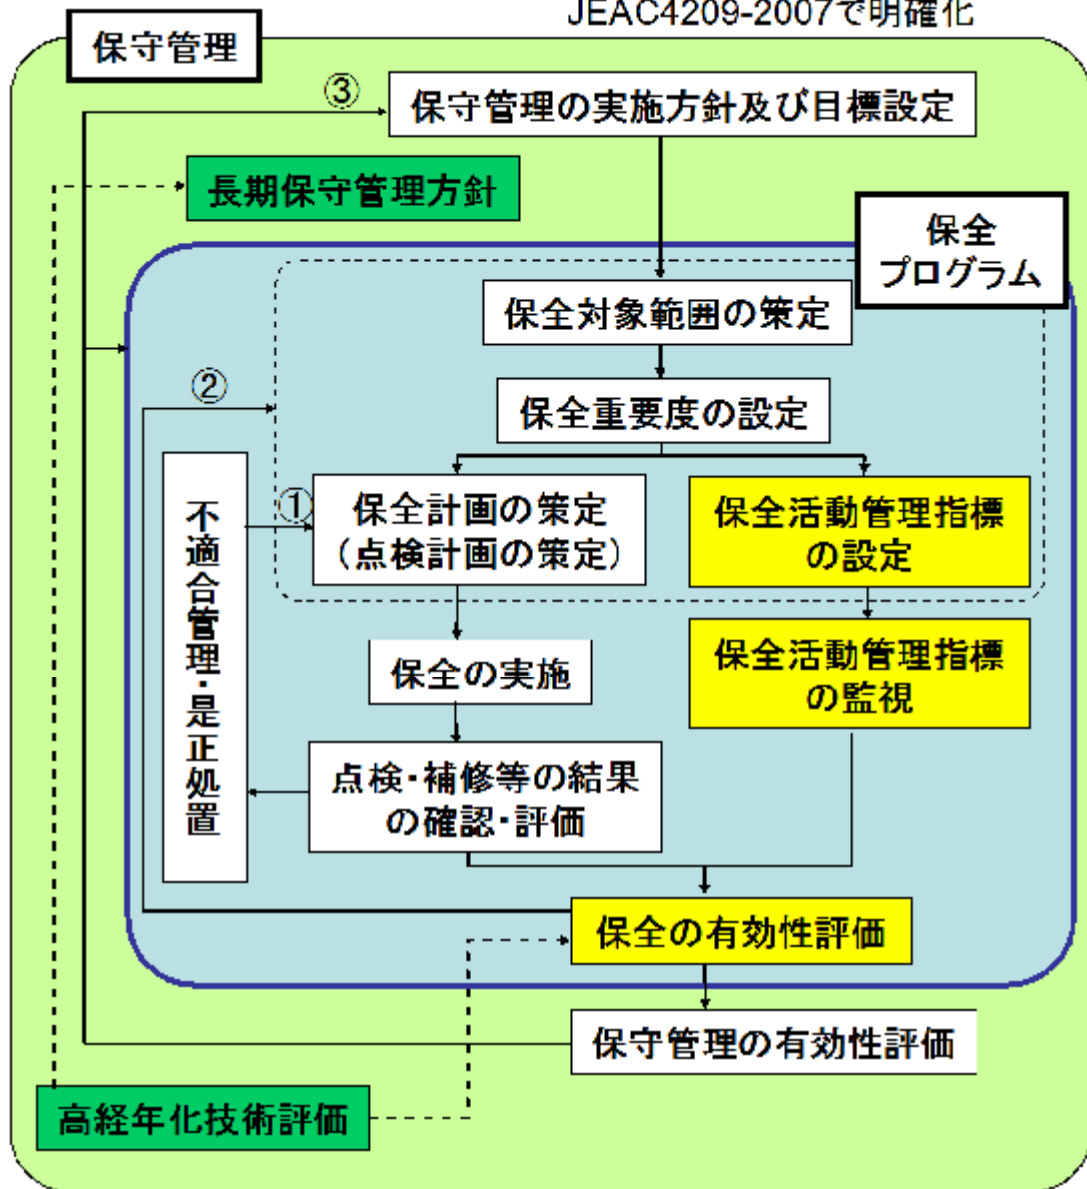 JEAC4209-2007で明確化
保守管理
③
保守管理の実施方針及び目標設定
長期保守管理方針
保全
プログラム
保全対象範囲の策定
②
保全重要度の設定
不適合管理・是正処置
①
保全計画の策定
（点検計画の策定）
保全活動管理指標
の設定
保全の実施
保全活動管理指標
の監視
点検・補修等の結果
の確認・評価
保全の有効性評価
保守管理の有効性評価
高経年化技術評価